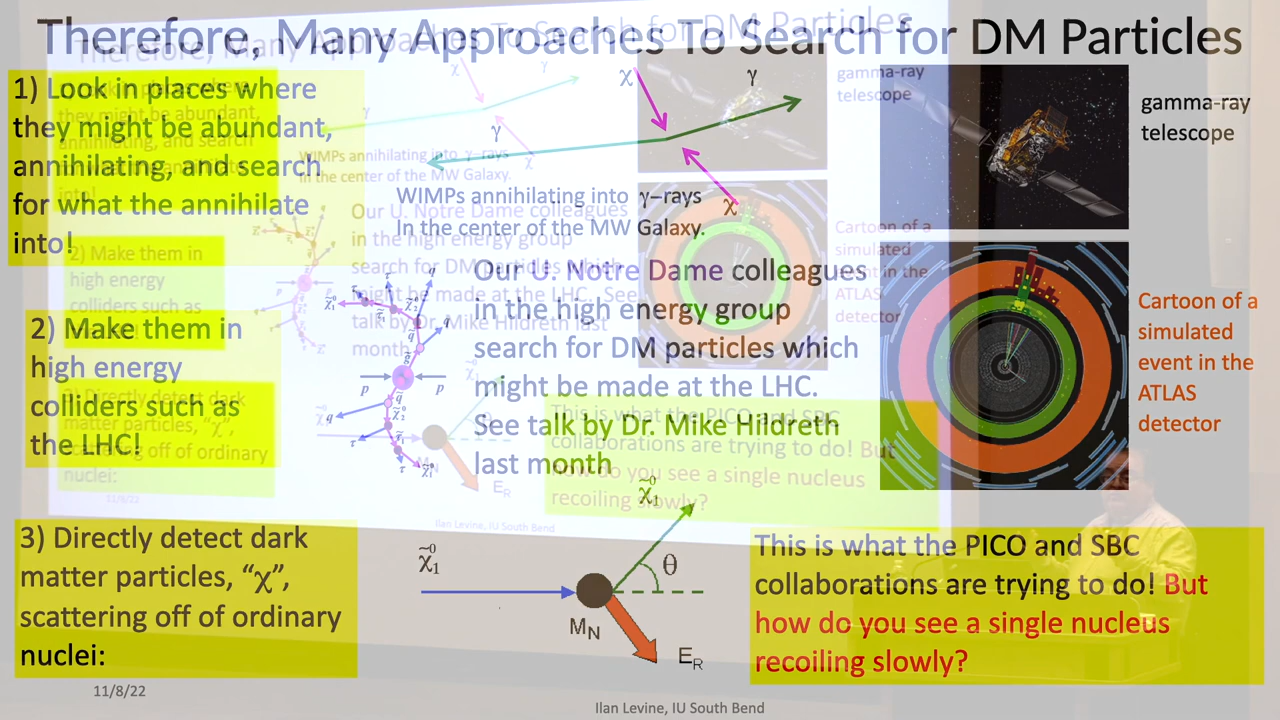 Therefore, Many Approaches To Search for DM Particles
1) Look in places where
they might be abundant,
annihilating, and search
for what the annihilate
into!
χ
γ
γ
χ
WIMPs annihilating into γ-rays
In the center of the MW Galaxy.
gamma-ray
telescope
2) Make them in
high energy
colliders such as
the LHC!
p
p
Our U. Notre Dame colleagues
in the high energy group
search for DM particles which
might be made at the LHC.
See talk by Dr. Mike Hildreth
last month
Cartoon of a
simulated
event in the
ATLAS
detector
3) Directly detect dark
matter particles, “χ”,
scattering off of ordinary
nuclei:
χ̃⁰₁
χ̃⁰₁
θ
M_N
E_R
This is what the PICO and SBC
collaborations are trying to do! But
how do you see a single nucleus
recoiling slowly?
11/8/22
Ilan Levine, IU South Bend